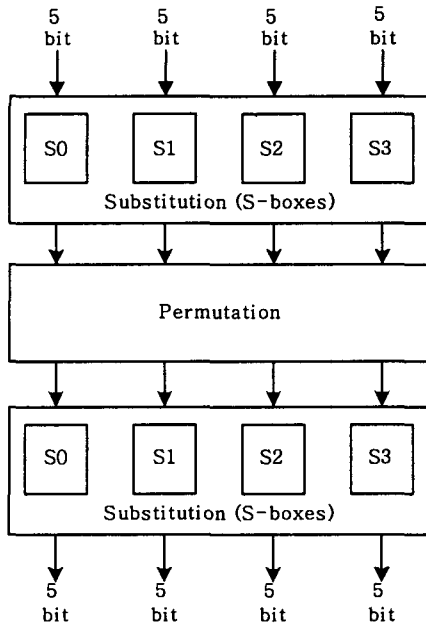 5 5 5 5
bit bit bit bit
S0 S1 S2 S3
Substitution (S-boxes)
Permutation
S0 S1 S2 S3
Substitution (S-boxes)
5 5 5 5
bit bit bit bit